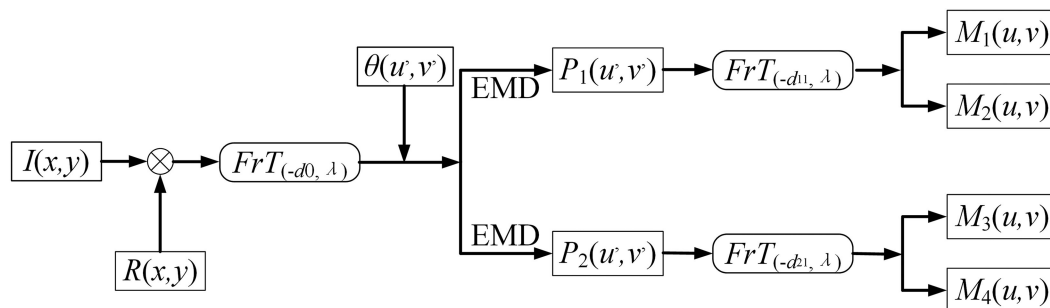 M₁(u,v)
θ(u’,v’)
P₁(u’,v’)
FrT(-d11, λ)
EMD
M₂(u,v)
I(x,y)
FrT(-d0, λ)
M₃(u,v)
EMD
R(x,y)
P₂(u’,v’)
FrT(-d21, λ)
M₄(u,v)